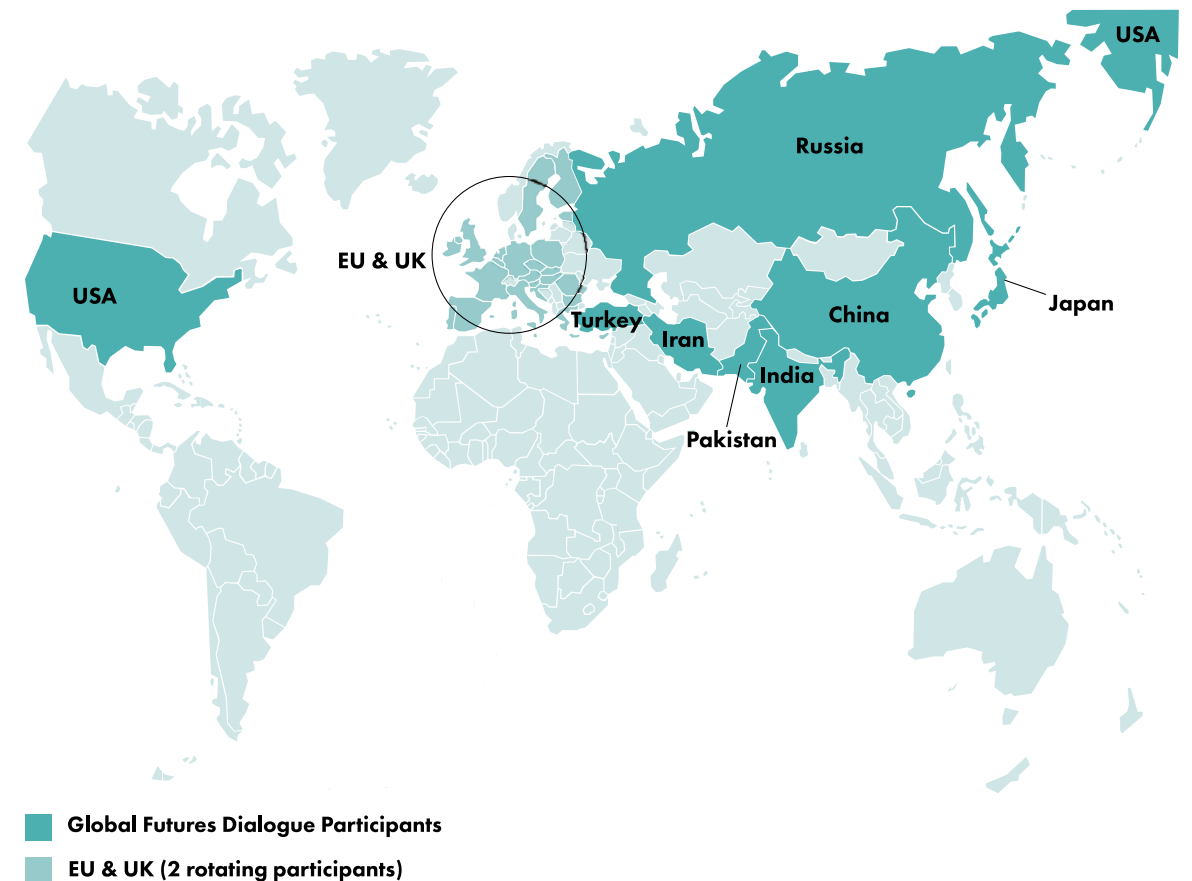 USA
Russia
EU & UK
USA
Turkey
Iran
China
Japan
India
Pakistan
Global Futures Dialogue Participants
EU & UK (2 rotating participants)